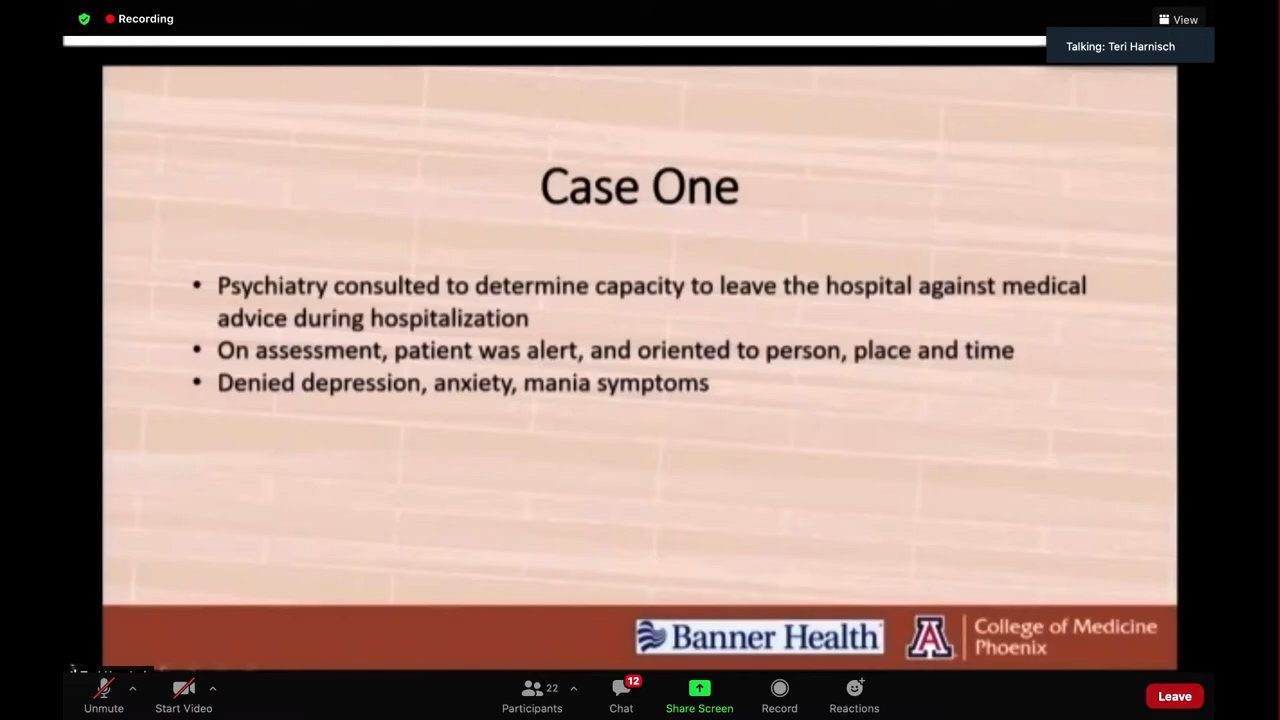 Recording
View
Talking: Teri Harnisch
Case One
• Psychiatry consulted to determine capacity to leave the hospital against medical
advice during hospitalization
• On assessment, patient was alert, and oriented to person, place and time
• Denied depression, anxiety, mania symptoms
Banner Health
A
College of Medicine
Phoenix
22
12
Unmute
Start Video
Participants
Chat
Share Screen
Record
Reactions
Leave